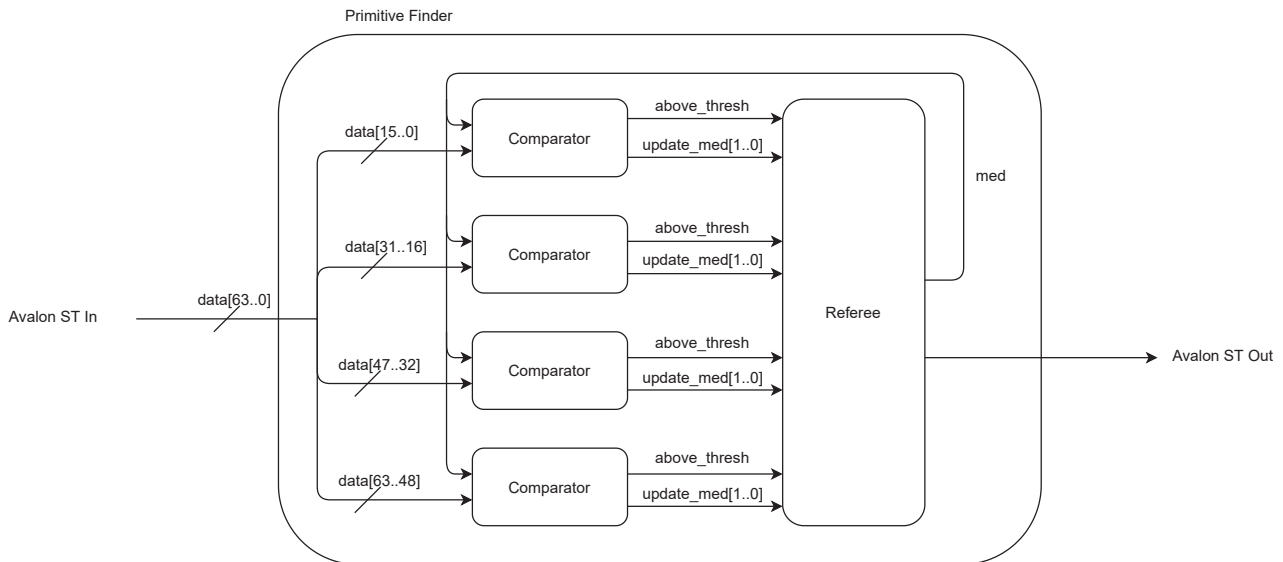 Primitive Finder
above_thresh
data[15..0]
Comparator
update_med[1..0]
med
above_thresh
data[31..16]
Comparator
update_med[1..0]
data[63..0]
Avalon ST In
Referee
above_thresh
data[47..32]
Comparator
update_med[1..0]
Avalon ST Out
above_thresh
data[63..48]
Comparator
update_med[1..0]